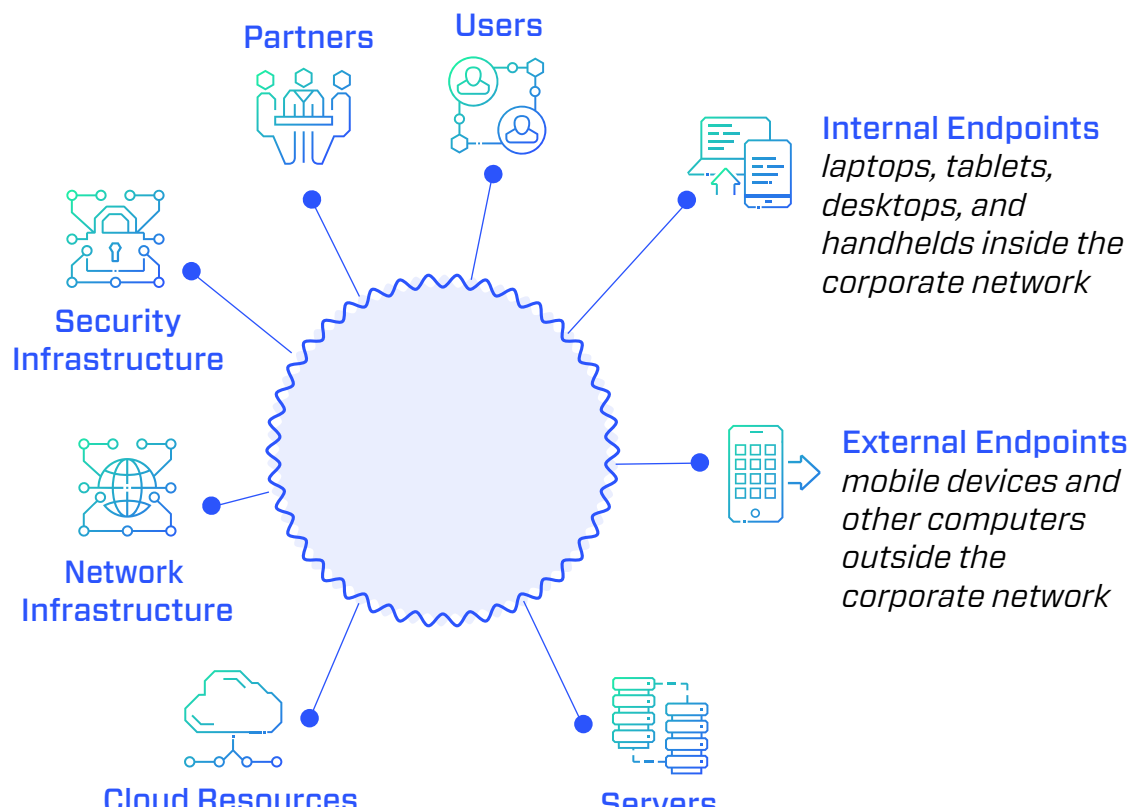 Partners
Users
Internal Endpoints
laptops, tablets,
desktops, and
handhelds inside the
corporate network
Security
Infrastructure
External Endpoints
mobile devices and
other computers
outside the
corporate network
Network
Infrastructure
Cloud Resources
Servers